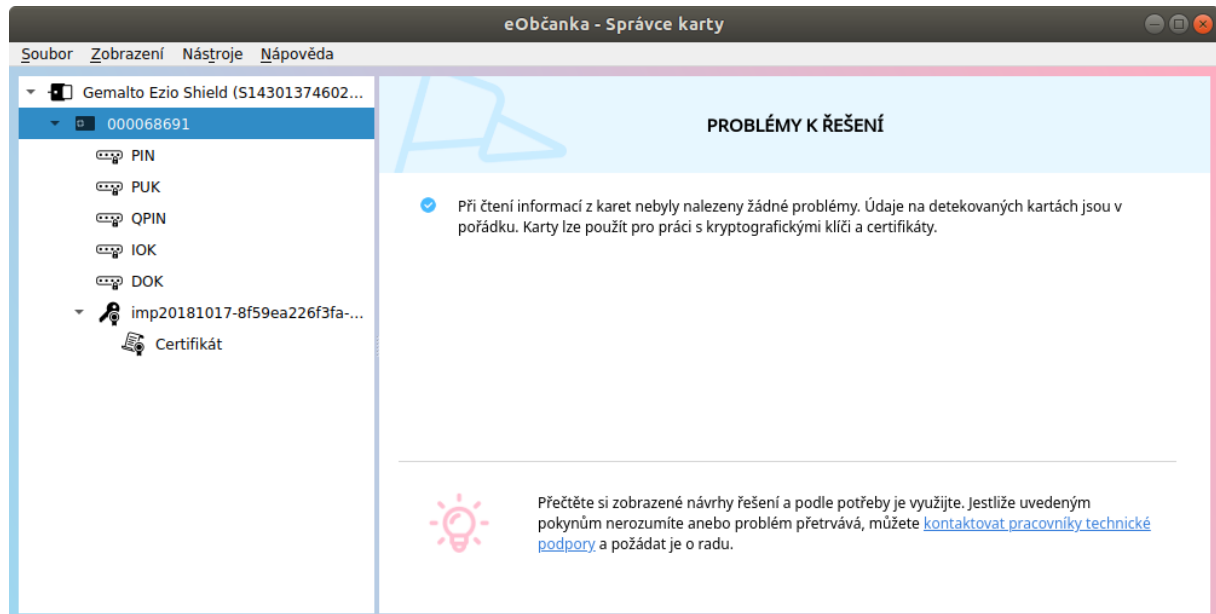 eObčanka - Správce karty
Soubor Zobrazení Nástroje Nápověda
Gemalto Ezio Shield (S14301374602...
000068691
PIN
PUK
QPIN
IOK
DOK
imp20181017-8f59ea226f3fa-...
Certifikát
PROBLÉMY K ŘEŠENÍ
Při čtení informací z karet nebyly nalezeny žádné problémy. Údaje na detekovaných kartách jsou v
pořádku. Karty lze použít pro práci s kryptografickými klíči a certifikáty.
Přečtěte si zobrazené návrhy řešení a podle potřeby je využijte. Jestliže uvedeným
pokynům nerozumíte anebo problém přetrvává, můžete kontaktovat pracovníky technické
podpory a požádat je o radu.